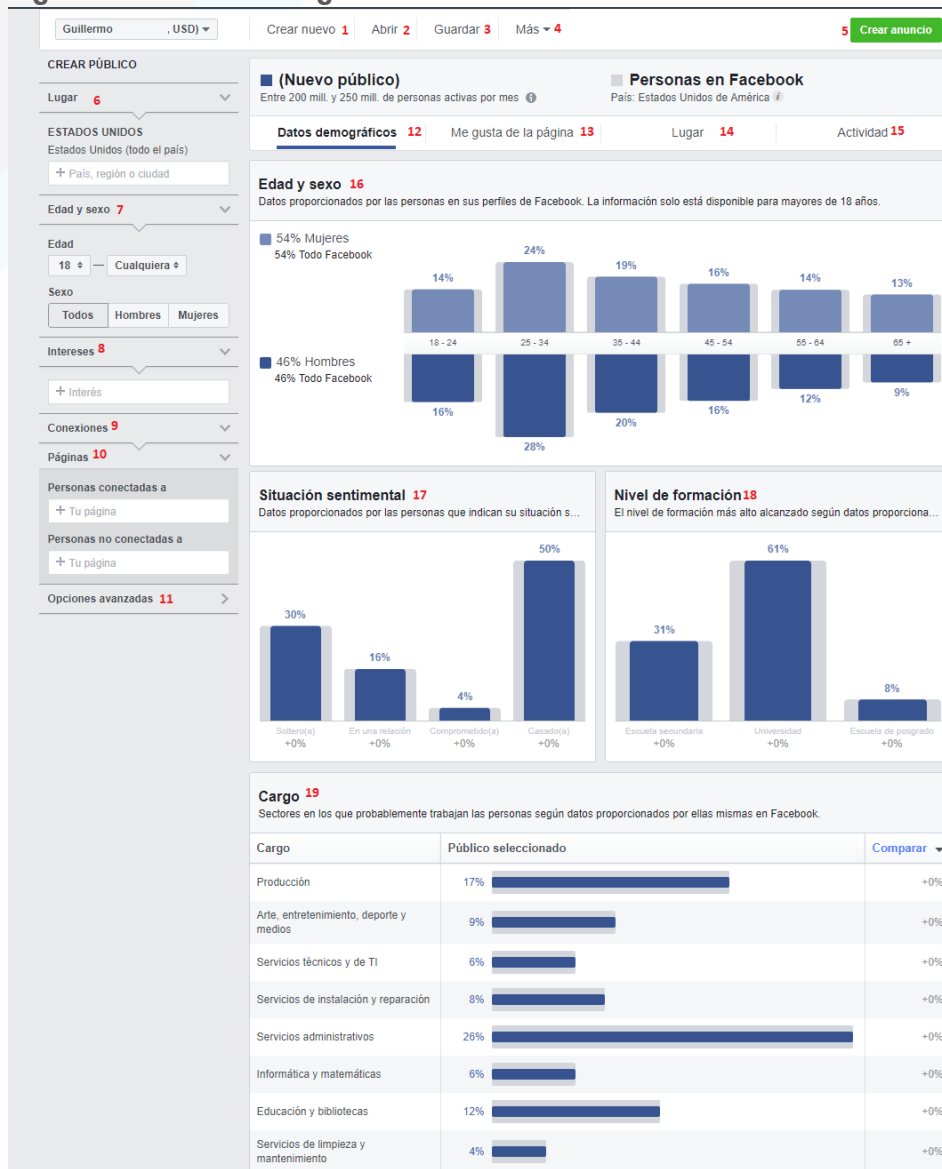 Guillermo , USD)
Crear nuevo 1 Abrir 2 Guardar 3 Más 4 5 Crear anuncio
CREAR PÚBLICO
Lugar 6
ESTADOS UNIDOS
Estados Unidos (todo el país)
+ País, región o ciudad
Edad y sexo 7
Edad
18 — Cualquiera
Sexo
Todos Hombres Mujeres
Intereses 8
+ Interés
Conexiones 9
Páginas 10
Personas conectadas a
+ Tu página
Personas no conectadas a
+ Tu página
Opciones avanzadas 11
(Nuevo público)
Entre 200 mill. y 250 mill. de personas activas por mes
Personas en Facebook
País: Estados Unidos de América
Datos demográficos 12 Me gusta de la página 13 Lugar 14 Actividad 15
Edad y sexo 16
Datos proporcionados por las personas en sus perfiles de Facebook. La información solo está disponible para mayores de 18 años.
54% Mujeres
54% Todo Facebook
14% 24% 19% 16% 14% 13%
18 - 24 25 - 34 35 - 44 45 - 54 55 - 64 65 +
46% Hombres
46% Todo Facebook
16% 28% 20% 16% 12% 9%
Situación sentimental 17
Datos proporcionados por las personas que indican su situación s...
30% 16% 4% 50%
Soltero(a) En una relación Comprometido(a) Casado(a)
+0% +0% +0% +0%
Nivel de formación 18
El nivel de formación más alto alcanzado según datos proporciona...
31% 61% 8%
Escuela secundaria Universidad Escuela de posgrado
+0% +0% +0%
Cargo 19
Sectores en los que probablemente trabajan las personas según datos proporcionados por ellas mismas en Facebook.
Cargo Público seleccionado Comparar
Producción 17% +0%
Arte, entretenimiento, deporte y
medios 9% +0%
Servicios técnicos y de TI 6% +0%
Servicios de instalación y reparación 8% +0%
Servicios administrativos 26% +0%
Informática y matemáticas 6% +0%
Educación y bibliotecas 12% +0%
Servicios de limpieza y
mantenimiento 4% +0%